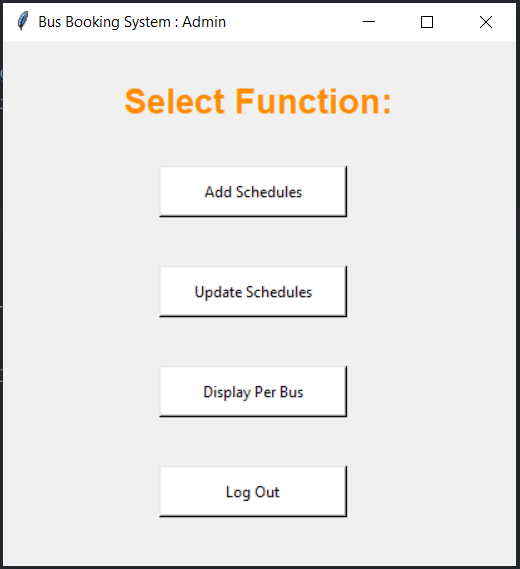 Bus Booking System : Admin
Select Function:
Add Schedules
Update Schedules
Display Per Bus
Log Out